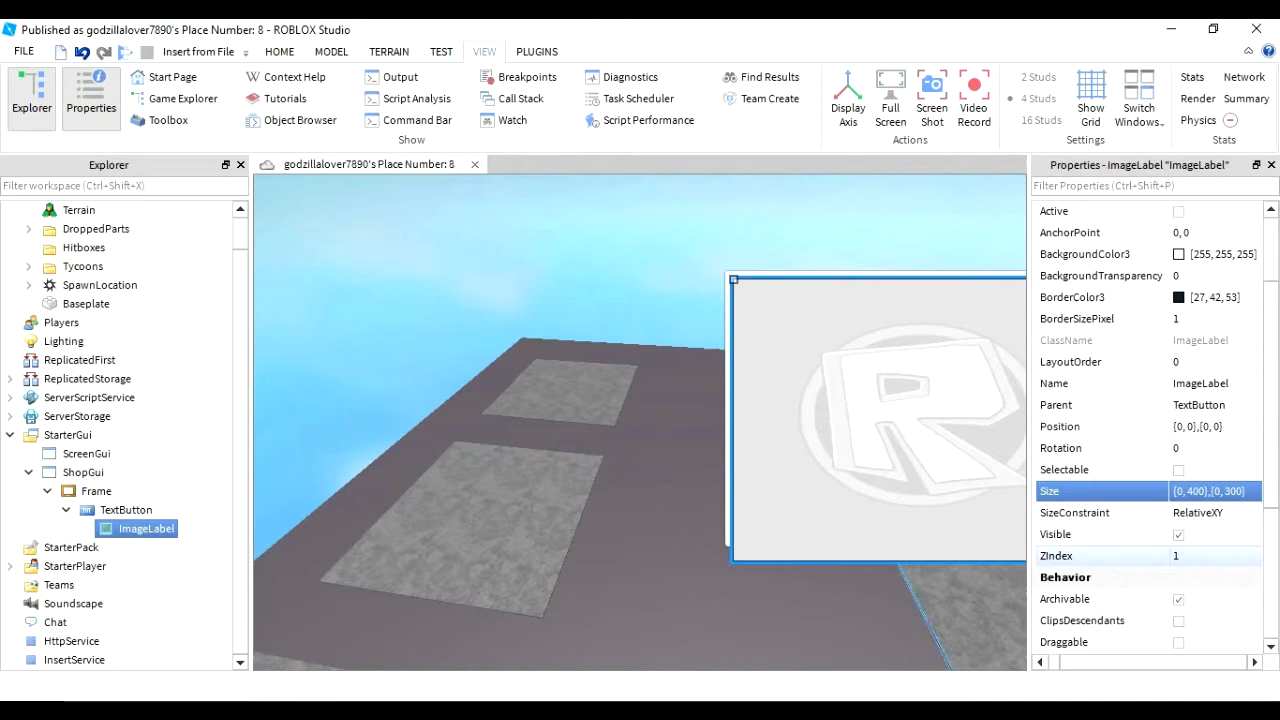 Published as godzillalover7890's Place Number: 8 - ROBLOX Studio
FILE Insert from File HOME MODEL TERRAIN TEST VIEW PLUGINS
Explorer Properties
Start Page Context Help Output Breakpoints Diagnostics Find Results
Game Explorer Tutorials Script Analysis Call Stack Task Scheduler Team Create
Toolbox Object Browser Command Bar Watch Script Performance
Show
Display Axis Full Screen Screen Shot Video Record
Actions
2 Studs
4 Studs
16 Studs
Show Grid Switch Windows
Settings
Stats Network
Render Summary
Physics
Stats
Explorer
Filter workspace (Ctrl+Shift+X)
Terrain
DroppedParts
Hitboxes
Tycoons
SpawnLocation
Baseplate
Players
Lighting
ReplicatedFirst
ReplicatedStorage
ServerScriptService
ServerStorage
StarterGui
ScreenGui
ShopGui
Frame
TextButton
ImageLabel
StarterPack
StarterPlayer
Teams
Soundscape
Chat
HttpService
InsertService
godzillalover7890's Place Number: 8
R
Properties - ImageLabel "ImageLabel"
Filter Properties (Ctrl+Shift+P)
Active
AnchorPoint 0, 0
BackgroundColor3 [255, 255, 255]
BackgroundTransparency 0
BorderColor3 [27, 42, 53]
BorderSizePixel 1
ClassName ImageLabel
LayoutOrder 0
Name ImageLabel
Parent TextButton
Position {0, 0},{0, 0}
Rotation 0
Selectable
Size {0, 400},{0, 300}
SizeConstraint RelativeXY
Visible
ZIndex 1
Behavior
Archivable
ClipsDescendants
Draggable